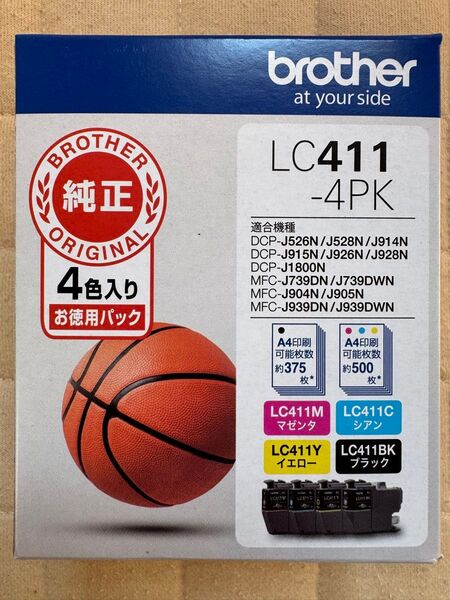 brother
at your side
BROTHER
純正
ORIGINAL
4色入り
お徳用パック
LC411
-4PK
適合機種
DCP-J526N/J528N/J914N
DCP-J915N/J926N/J928N
DCP-J1800N
MFC-J739DN/J739DWN
MFC-J904N/J905N
MFC-J939DN/J939DWN
A4印刷
可能枚数
約375
枚*
A4印刷
可能枚数
約500
枚*
LC411M
マゼンタ
LC411C
シアン
LC411Y
イエロー
LC411BK
ブラック